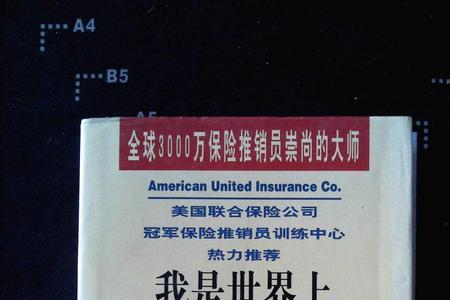 A4
B5
A5
全球3000万保险推销员崇尚的大师
American United Insurance Co.
美国联合保险公司
冠军保险推销员训练中心
热力推荐
我是世界上